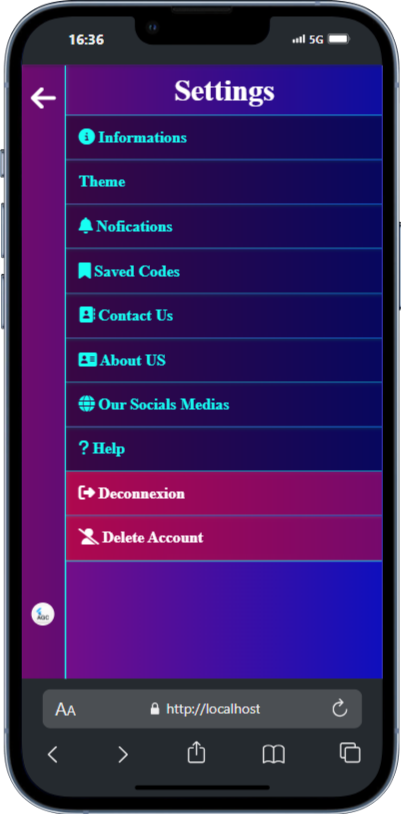 16:36
5G
Settings
Informations
Theme
Nofications
Saved Codes
Contact Us
About US
Our Socials Medias
? Help
Deconnexion
Delete Account
AGC
AA
http://localhost